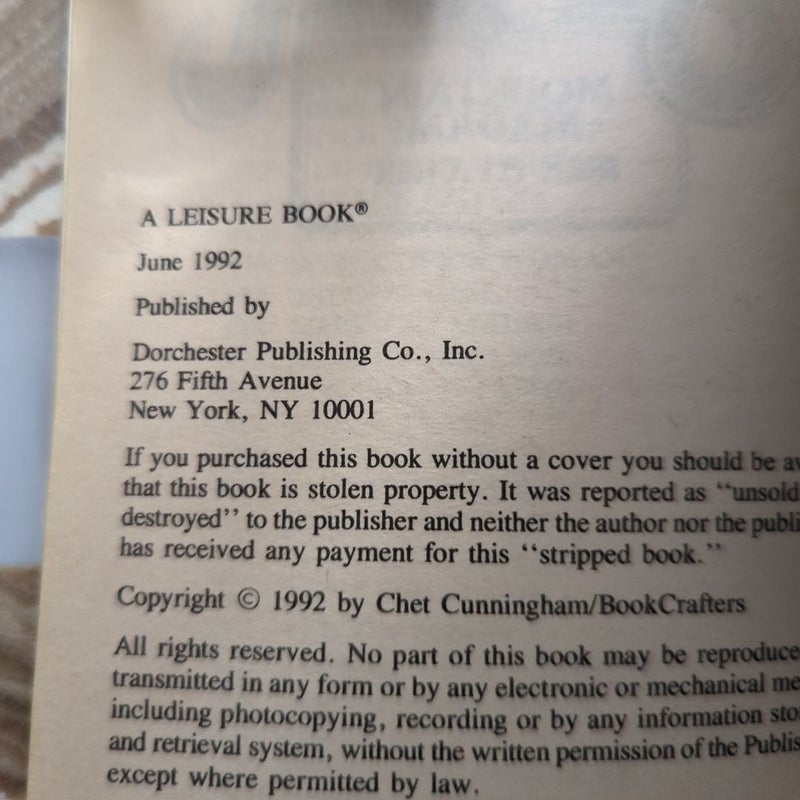 A LEISURE BOOK®
June 1992
Published by
Dorchester Publishing Co., Inc.
276 Fifth Avenue
New York, NY 10001
If you purchased this book without a cover you should be
that this book is stolen property. It was reported as “unsold
destroyed” to the publisher and neither the author nor the
has received any payment for this “stripped book.”
Copyright © 1992 by Chet Cunningham/BookCrafters
All rights reserved. No part of this book may be
transmitted in any form or by any electronic or mechanical
including photocopying, recording or by any information
and retrieval system, without the written permission of the
except where permitted by law.